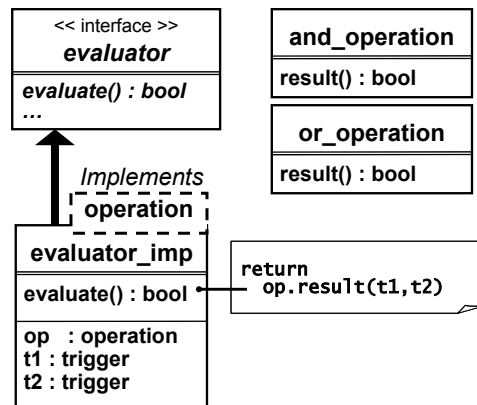 << interface >>
evaluator
evaluate() : bool
...
Implements
operation
evaluator_imp
evaluate() : bool
op : operation
t1 : trigger
t2 : trigger
and_operation
result() : bool
or_operation
result() : bool
return
op.result(t1,t2)